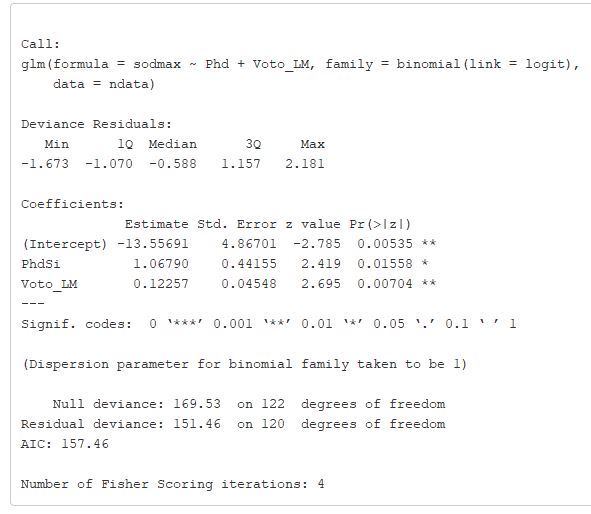 Call:
glm(formula = sodmax ~ Phd + Voto_LM, family = binomial(link = logit),
    data = ndata)
Deviance Residuals:
   Min      1Q  Median      3Q     Max
-1.673  -1.070  -0.588   1.157   2.181
Coefficients:
             Estimate Std. Error z value Pr(>|z|)
(Intercept) -13.55691    4.86701  -2.785  0.00535 **
PhdSi         1.06790    0.44155   2.419  0.01558 *
Voto_LM       0.12257    0.04548   2.695  0.00704 **
---
Signif. codes:  0 ‘***’ 0.001 ‘**’ 0.01 ‘*’ 0.05 ‘.’ 0.1 ‘ ’ 1
(Dispersion parameter for binomial family taken to be 1)
    Null deviance: 169.53  on 122  degrees of freedom
Residual deviance: 151.46  on 120  degrees of freedom
AIC: 157.46
Number of Fisher Scoring iterations: 4